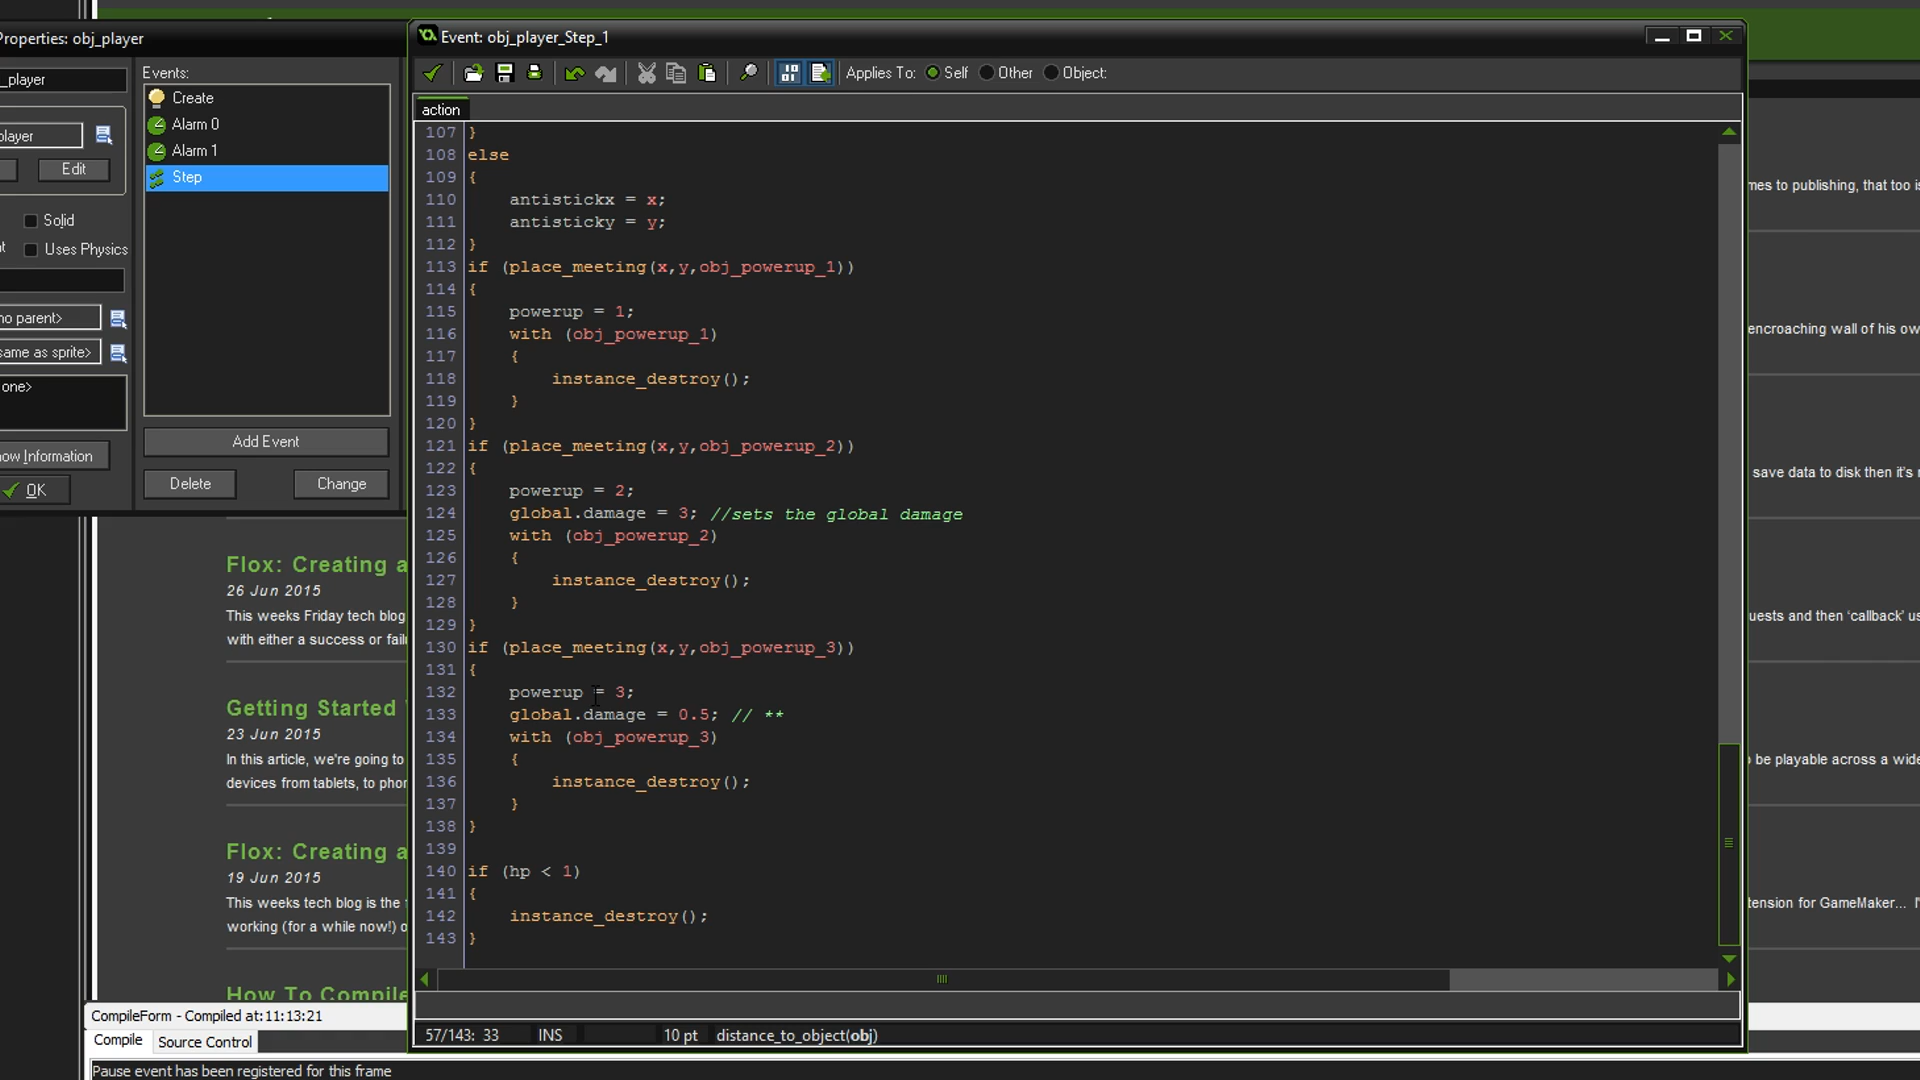 Properties: obj_player
_player
Events:
Create
Alarm 0
Alarm 1
Step
player
Edit
Solid
Uses Physics
no parent>
same as sprite>
one>
now Information
OK
Add Event
Delete
Change
Event: obj_player_Step_1
Applies To: Self Other Object:
action
107 }
108 else
109 {
110 antistickx = x;
111 antisticky = y;
112 }
113 if (place_meeting(x,y,obj_powerup_1))
114 {
115 powerup = 1;
116 with (obj_powerup_1)
117 {
118 instance_destroy();
119 }
120 }
121 if (place_meeting(x,y,obj_powerup_2))
122 {
123 powerup = 2;
124 global.damage = 3; //sets the global damage
125 with (obj_powerup_2)
126 {
127 instance_destroy();
128 }
129 }
130 if (place_meeting(x,y,obj_powerup_3))
131 {
132 powerup = 3;
133 global.damage = 0.5; // **
134 with (obj_powerup_3)
135 {
136 instance_destroy();
137 }
138 }
139
140 if (hp < 1)
141 {
142 instance_destroy();
143 }
57/143: 33 INS 10 pt distance_to_object(obj)
Flox: Creating a
26 Jun 2015
This weeks Friday tech blog
with either a success or failu
Getting Started
23 Jun 2015
In this article, we're going to
devices from tablets, to phon
Flox: Creating a
19 Jun 2015
This weeks tech blog is the
working (for a while now!) o
How To Compile
mes to publishing, that too is
encroaching wall of his ow
save data to disk then it's
uests and then 'callback' us
be playable across a wide
tension for GameMaker...
CompileForm - Compiled at:11:13:21
Compile Source Control
Pause event has been registered for this frame